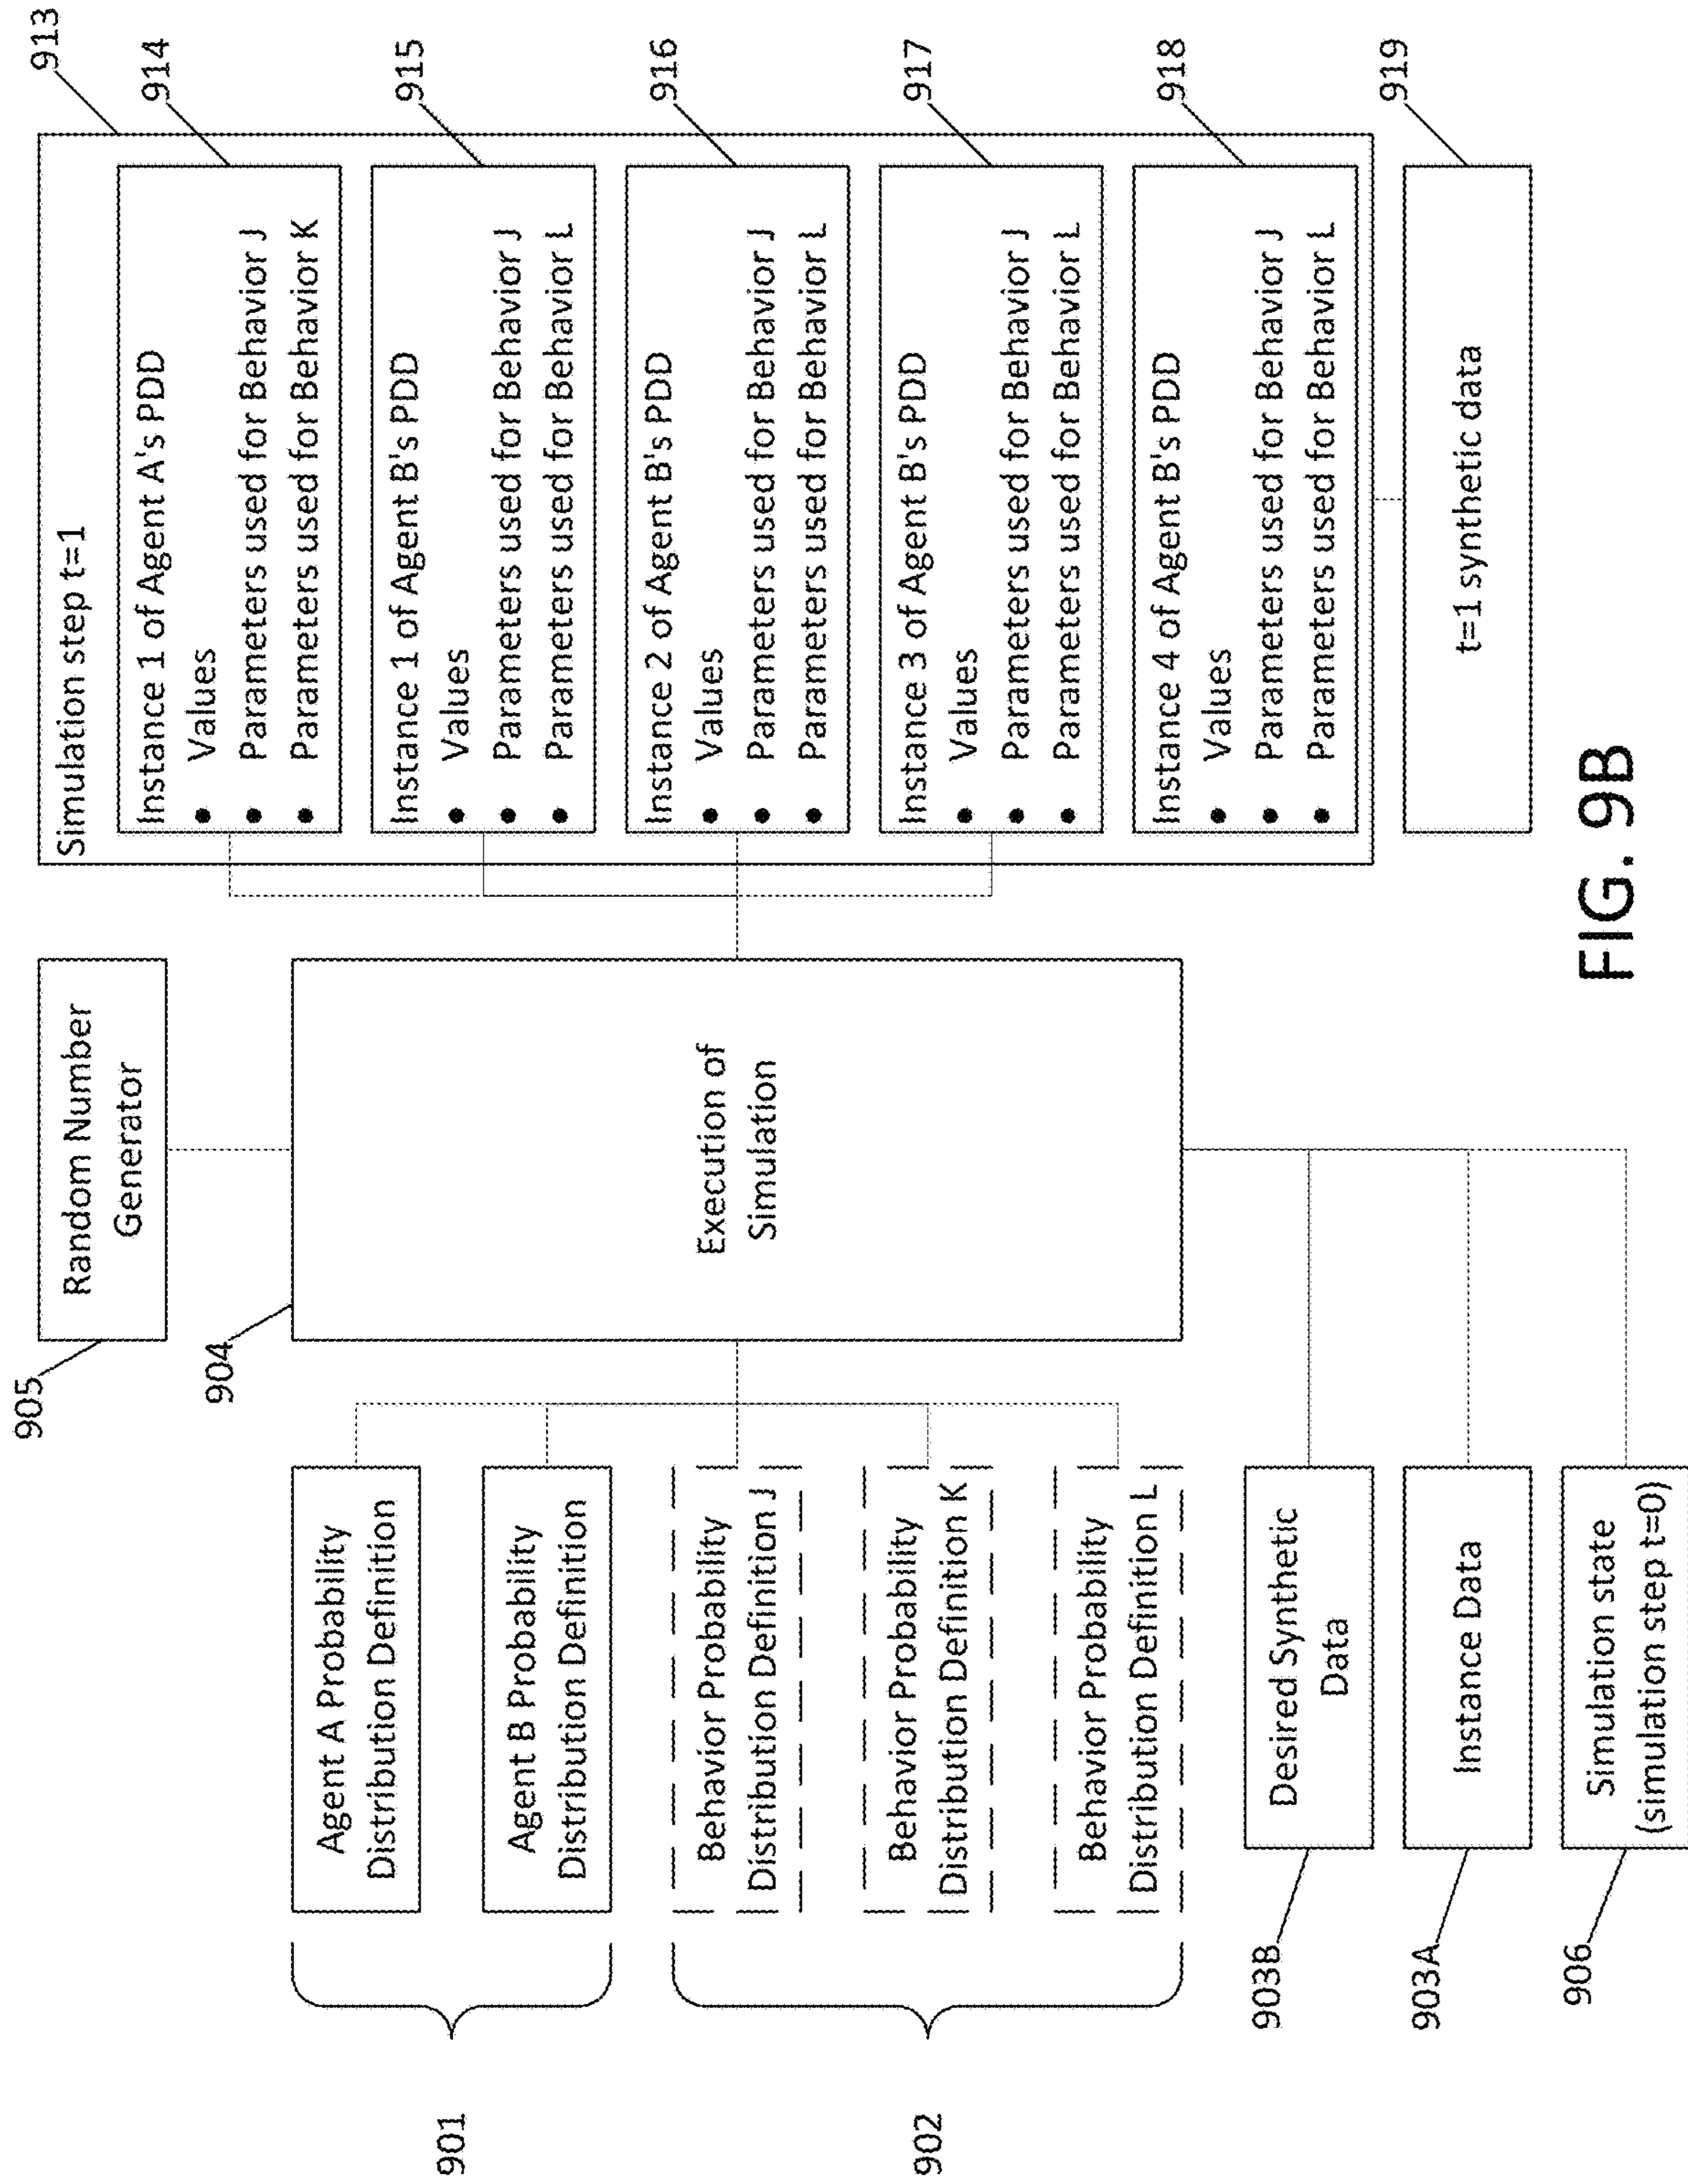 905
Random Number
Generator
904
Execution of
Simulation
901
Agent A Probability
Distribution Definition
Agent B Probability
Distribution Definition
902
Behavior Probability
Distribution Definition J
Behavior Probability
Distribution Definition K
Behavior Probability
Distribution Definition L
903B
Desired Synthetic
Data
903A
Instance Data
906
Simulation state
(simulation step t=0)
913
Simulation step t=1
914
Instance 1 of Agent A's PDD
• Values
• Parameters used for Behavior J
• Parameters used for Behavior K
915
Instance 1 of Agent B's PDD
• Values
• Parameters used for Behavior J
• Parameters used for Behavior L
916
Instance 2 of Agent B's PDD
• Values
• Parameters used for Behavior J
• Parameters used for Behavior L
917
Instance 3 of Agent B's PDD
• Values
• Parameters used for Behavior J
• Parameters used for Behavior L
918
Instance 4 of Agent B's PDD
• Values
• Parameters used for Behavior J
• Parameters used for Behavior L
919
t=1 synthetic data
FIG. 9B